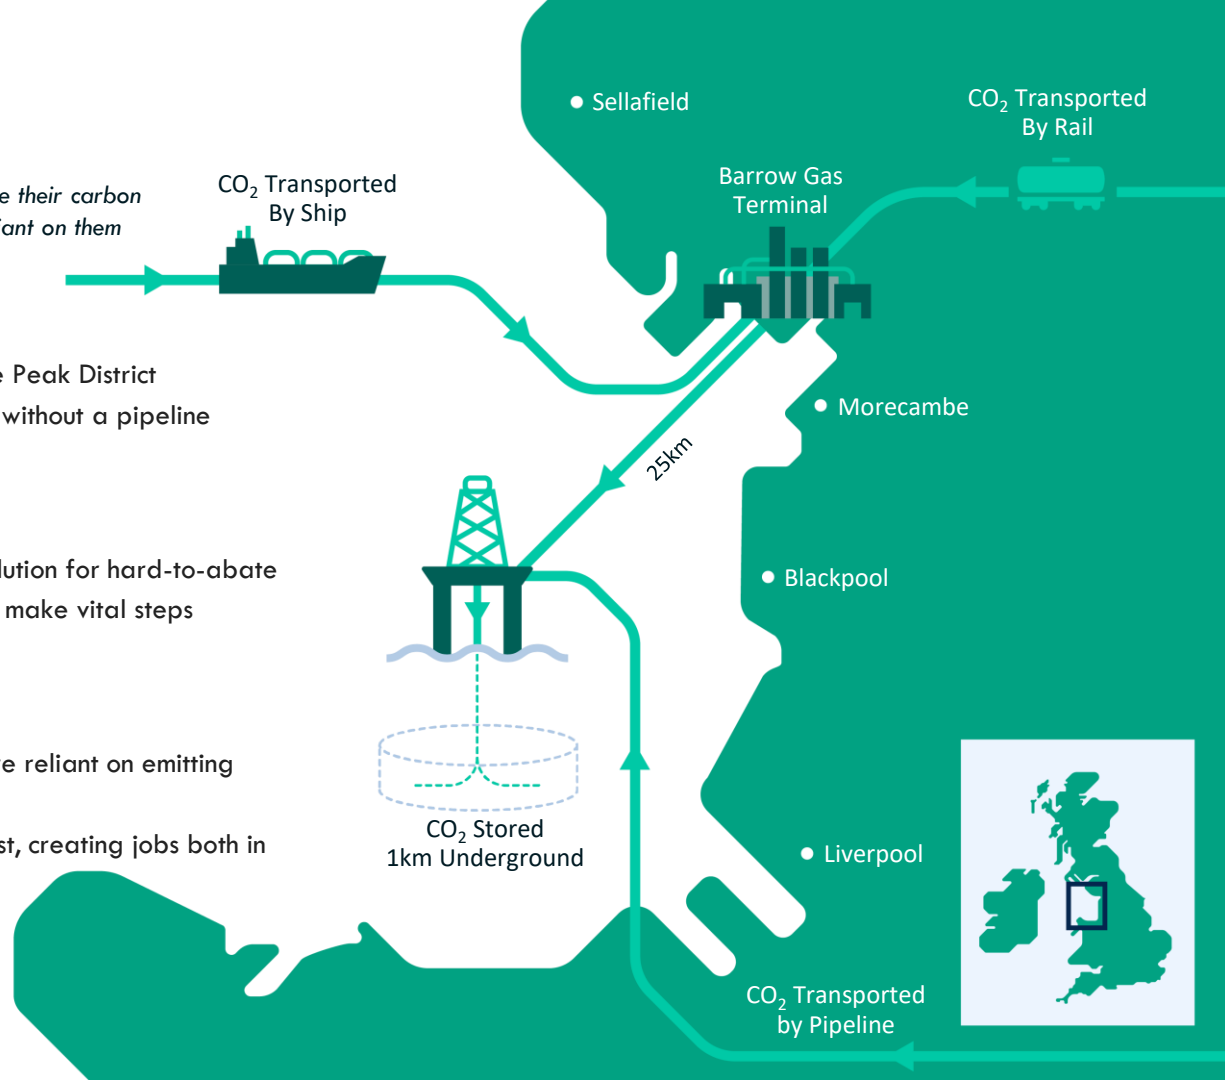 Sellafield
CO₂ Transported
By Rail
Barrow Gas
Terminal
CO₂ Transported
By Ship
e their carbon
ant on them
Peak District
without a pipeline
Morecambe
25km
ution for hard-to-abate
make vital steps
Blackpool
e reliant on emitting
st, creating jobs both in
CO₂ Stored
1km Underground
Liverpool
CO₂ Transported
by Pipeline